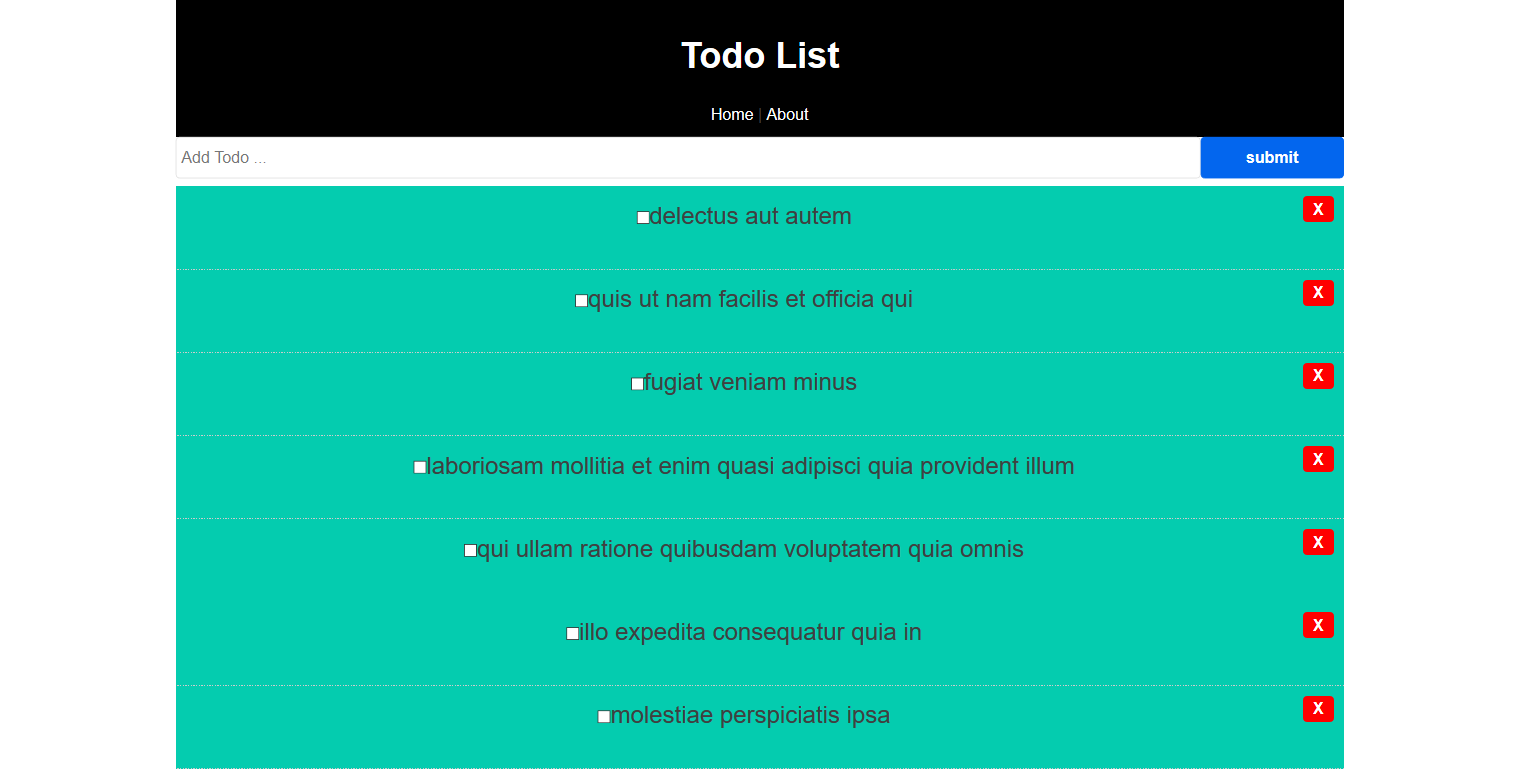 Todo List
Home | About
Add Todo ... submit
delectus aut autem X
quis ut nam facilis et officia qui X
fugiat veniam minus X
laboriosam mollitia et enim quasi adipisci quia provident illum X
qui ullam ratione quibusdam voluptatem quia omnis X
illo expedita consequatur quia in X
molestiae perspiciatis ipsa X